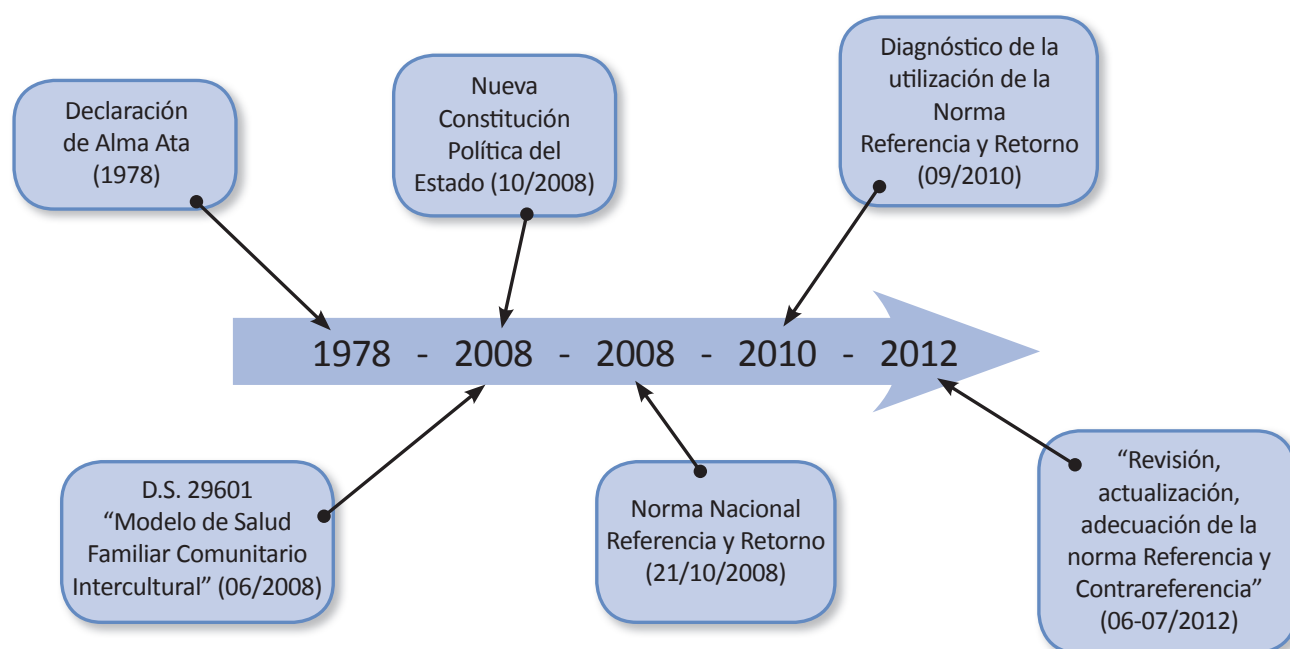 Declaración
de Alma Ata
(1978)
Nueva
Constitución
Política del
Estado (10/2008)
Diagnóstico de la
utilización de la
Norma
Referencia y Retorno
(09/2010)
1978 - 2008 - 2008 - 2010 - 2012
D.S. 29601
“Modelo de Salud
Familiar Comunitario
Intercultural” (06/2008)
Norma Nacional
Referencia y Retorno
(21/10/2008)
“Revisión,
actualización,
adecuación de la
norma Referencia y
Contrareferencia”
(06-07/2012)